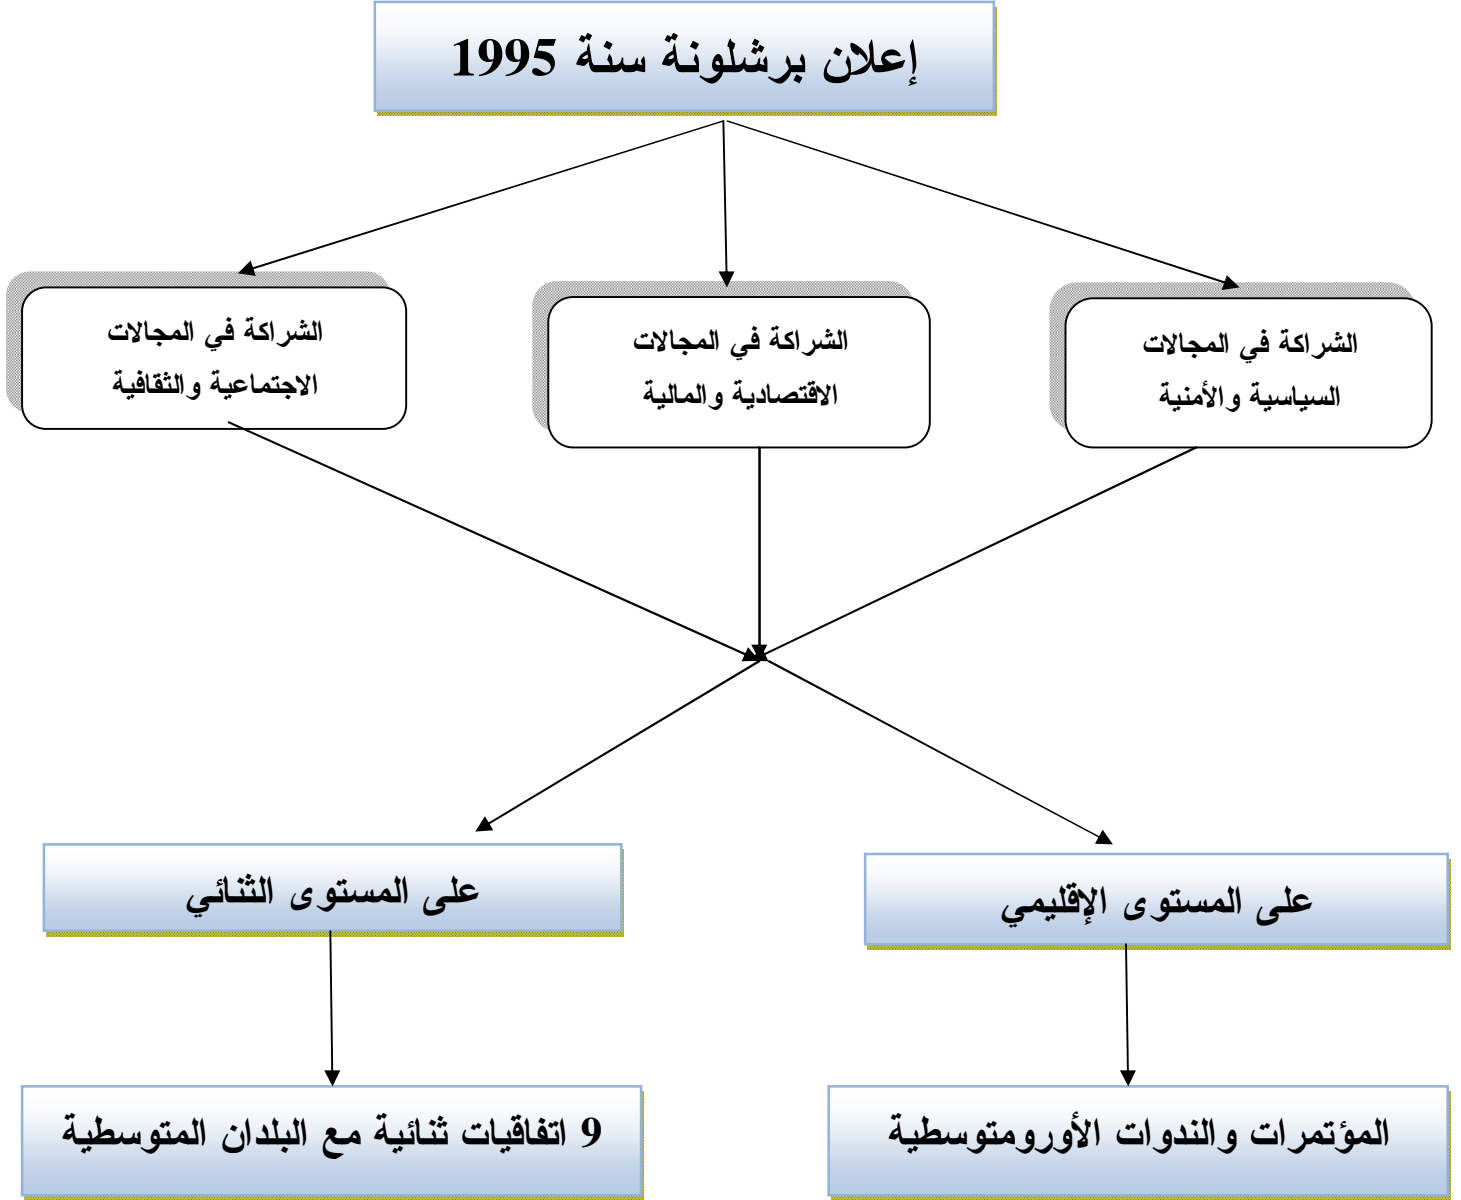 إعلان برشلونة سنة 1995
الشراكة في المجالات
السياسية والأمنية
الشراكة في المجالات
الاقتصادية والمالية
الشراكة في المجالات
الاجتماعية والثقافية
على المستوى الإقليمي
على المستوى الثنائي
المؤتمرات والندوات الأورومتوسطية
9 اتفاقيات ثنائية مع البلدان المتوسطية